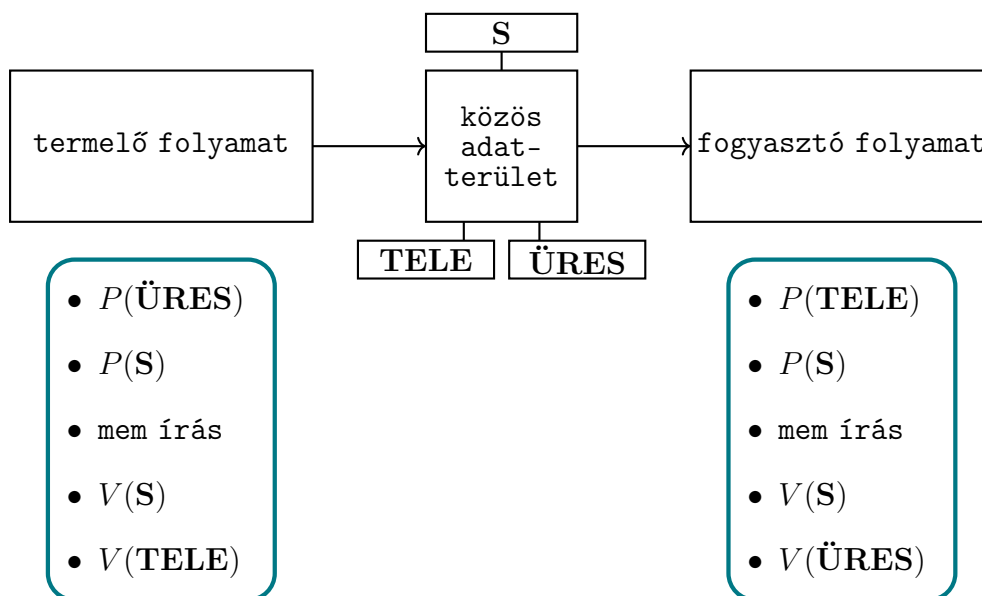 S
termelő folyamat
közös
adat-
terület
fogyasztó folyamat
TELE
ÜRES
• P(ÜRES)
• P(S)
• mem írás
• V(S)
• V(TELE)
• P(TELE)
• P(S)
• mem írás
• V(S)
• V(ÜRES)